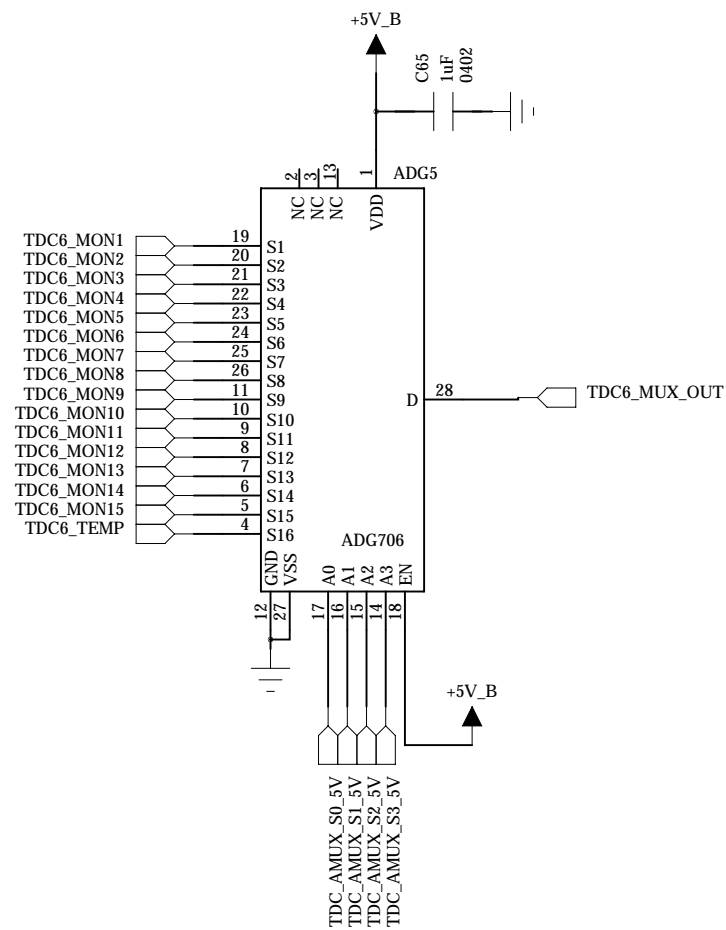 +5V_B
C65
1uF
0402
2
3
13
1
ADG5
NC
NC
NC
VDD
TDC6_MON1
19
S1
TDC6_MON2
20
S2
TDC6_MON3
21
S3
TDC6_MON4
22
S4
TDC6_MON5
23
S5
TDC6_MON6
24
S6
TDC6_MON7
25
S7
TDC6_MON8
26
S8
TDC6_MON9
11
S9
D
28
TDC6_MUX_OUT
TDC6_MON10
10
S10
TDC6_MON11
9
S11
TDC6_MON12
8
S12
TDC6_MON13
7
S13
TDC6_MON14
6
S14
TDC6_MON15
5
S15
TDC6_TEMP
4
S16
ADG706
GND
VSS
A0
A1
A2
A3
EN
12
27
17
16
15
14
18
+5V_B
TDC_AMUX_S0_5V
TDC_AMUX_S1_5V
TDC_AMUX_S2_5V
TDC_AMUX_S3_5V